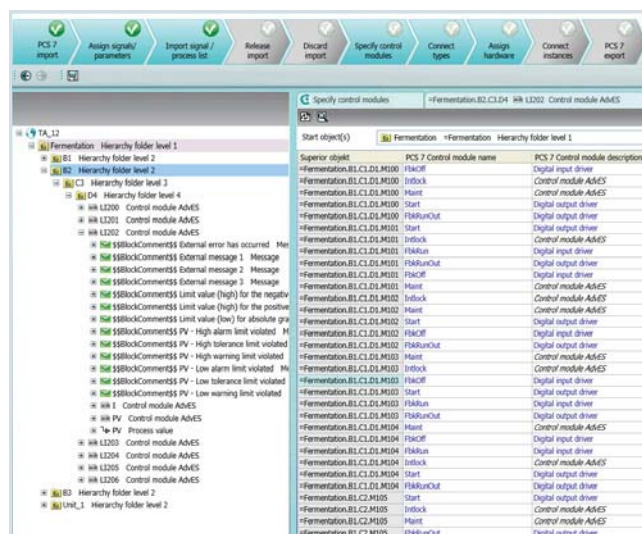 PCS 7 import
Assign signals/ parameters
Import signal / process list
Release import
Discard import
Specify control modules
Connect types
Assign hardware
Connect instances
PCS 7 export
Specify control modules
=Fermentation.B2.C3.D4 LI202 Control module AdvES
Start object(s)
Fermentation =Fermentation Hierarchy folder level 1
TA_12
Fermentation Hierarchy folder level 1
B1 Hierarchy folder level 2
B2 Hierarchy folder level 2
C3 Hierarchy folder level 3
D4 Hierarchy folder level 4
LI200 Control module AdvES
LI201 Control module AdvES
LI202 Control module AdvES
$$BlockComment$$ External error has occurred Mes
$$BlockComment$$ External message 1 Message
$$BlockComment$$ External message 2 Message
$$BlockComment$$ External message 3 Message
$$BlockComment$$ Limit value (high) for the negativ
$$BlockComment$$ Limit value (high) for the positive
$$BlockComment$$ Limit value (low) for absolute gra
$$BlockComment$$ PV - High alarm limit violated M
$$BlockComment$$ PV - High tolerance limit violated
$$BlockComment$$ PV - High warning limit violated
$$BlockComment$$ PV - Low alarm limit violated Me
$$BlockComment$$ PV - Low tolerance limit violated
$$BlockComment$$ PV - Low warning limit violated
I Control module AdvES
PV Control module AdvES
PV Process value
LI203 Control module AdvES
LI204 Control module AdvES
LI205 Control module AdvES
LI206 Control module AdvES
B3 Hierarchy folder level 2
Unit_1 Hierarchy folder level 2
Superior objekt PCS 7 Control module name PCS 7 Control module description
=Fermentation.B1.C1.D1.M100 FbkOff Digital input driver
=Fermentation.B1.C1.D1.M100 Intlock Control module AdvES
=Fermentation.B1.C1.D1.M100 Maint Control module AdvES
=Fermentation.B1.C1.D1.M100 Start Digital output driver
=Fermentation.B1.C1.D1.M100 FbkRunOut Digital output driver
=Fermentation.B1.C1.D1.M101 Start Digital output driver
=Fermentation.B1.C1.D1.M101 Intlock Control module AdvES
=Fermentation.B1.C1.D1.M101 FbkRun Digital input driver
=Fermentation.B1.C1.D1.M101 FbkRunOut Digital output driver
=Fermentation.B1.C1.D1.M101 FbkOff Digital input driver
=Fermentation.B1.C1.D1.M101 Maint Control module AdvES
=Fermentation.B1.C1.D1.M102 Intlock Control module AdvES
=Fermentation.B1.C1.D1.M102 Maint Control module AdvES
=Fermentation.B1.C1.D1.M102 Start Digital output driver
=Fermentation.B1.C1.D1.M102 FbkOff Digital input driver
=Fermentation.B1.C1.D1.M102 FbkRunOut Digital output driver
=Fermentation.B1.C1.D1.M103 Maint Control module AdvES
=Fermentation.B1.C1.D1.M103 Intlock Control module AdvES
=Fermentation.B1.C1.D1.M103 FbkOff Digital input driver
=Fermentation.B1.C1.D1.M103 Start Digital output driver
=Fermentation.B1.C1.D1.M103 FbkRun Digital input driver
=Fermentation.B1.C1.D1.M103 FbkRunOut Digital output driver
=Fermentation.B1.C1.D1.M104 Maint Control module AdvES
=Fermentation.B1.C1.D1.M104 FbkOff Digital input driver
=Fermentation.B1.C1.D1.M104 FbkRun Digital input driver
=Fermentation.B1.C1.D1.M104 Intlock Control module AdvES
=Fermentation.B1.C1.D1.M104 Start Digital output driver
=Fermentation.B1.C1.D1.M104 FbkRunOut Digital output driver
=Fermentation.B1.C2.M105 Start Digital output driver
=Fermentation.B1.C2.M105 Intlock Control module AdvES
=Fermentation.B1.C2.M105 Maint Control module AdvES
=Fermentation.B1.C2.M105 FbkRunOut Digital output driver